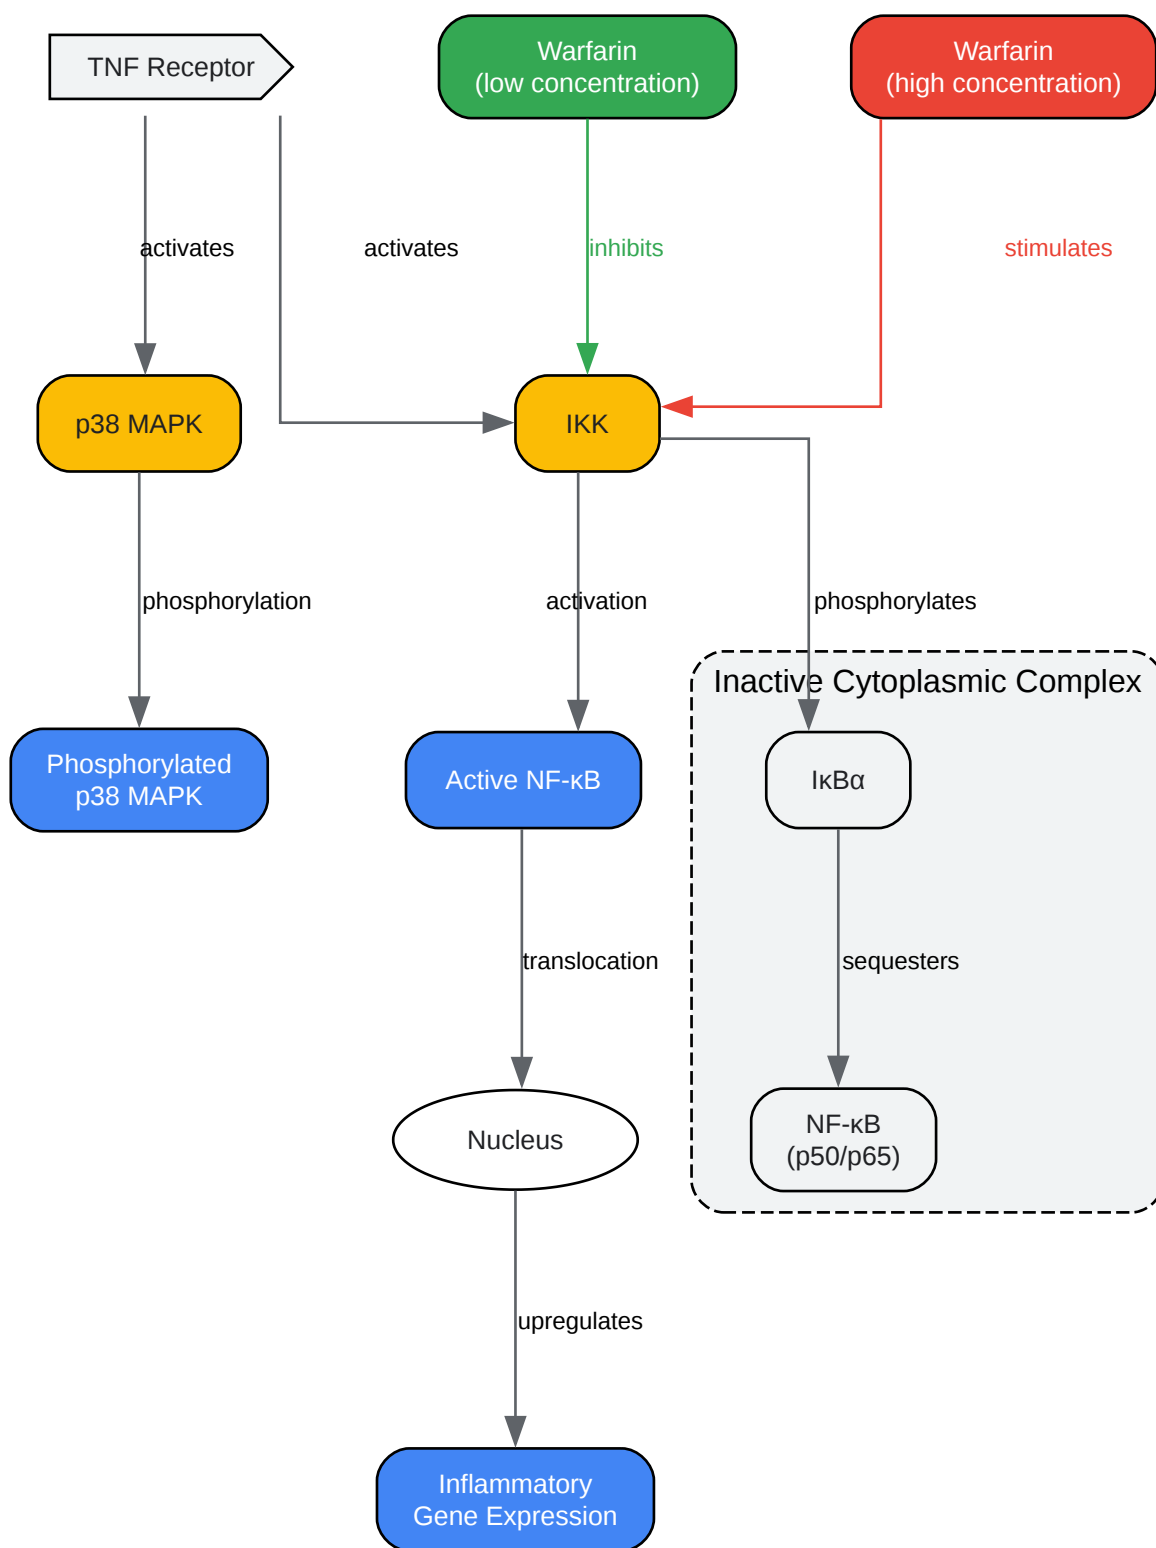 TNF Receptor
Warfarin
(low concentration)
Warfarin
(high concentration)
activates
activates
inhibits
stimulates
p38 MAPK
IKK
phosphorylation
activation
phosphorylates
Inactive Cytoplasmic Complex
Phosphorylated
p38 MAPK
Active NF-κB
IκBα
translocation
sequesters
Nucleus
NF-κB
(p50/p65)
upregulates
Inflammatory
Gene Expression